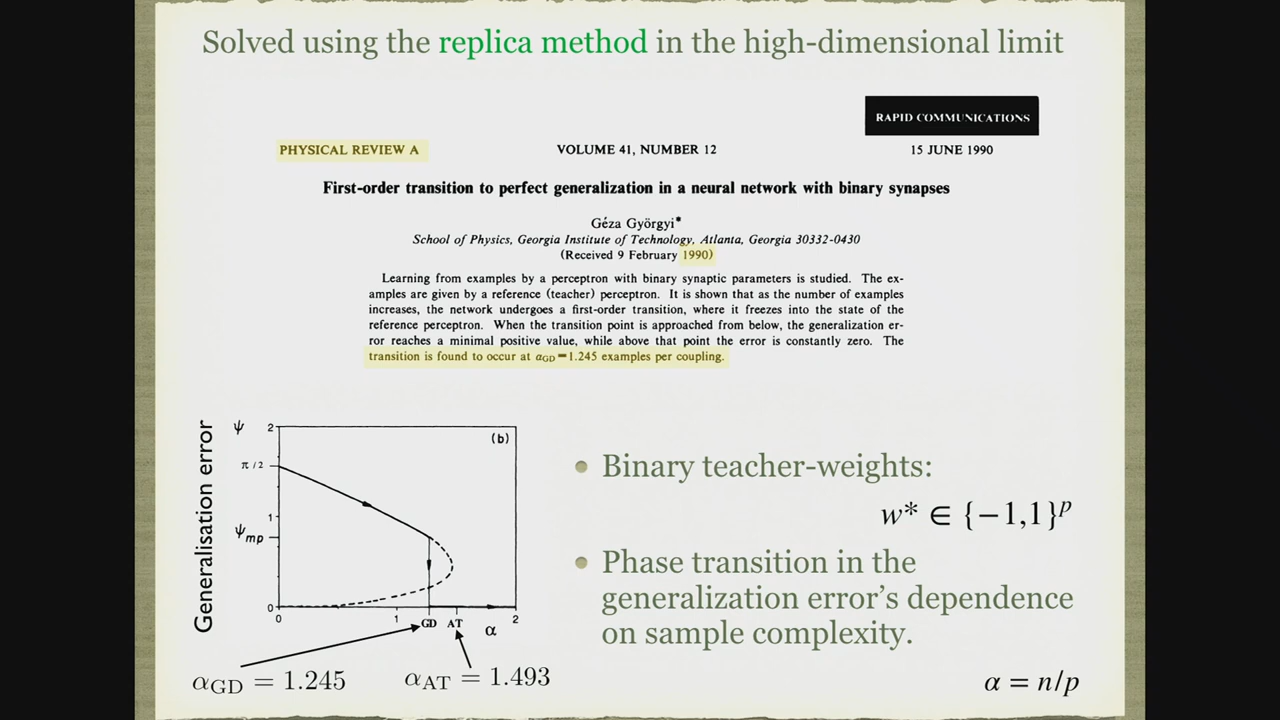 Solved using the replica method in the high-dimensional limit
RAPID COMMUNICATIONS
PHYSICAL REVIEW A
VOLUME 41, NUMBER 12
15 JUNE 1990
First-order transition to perfect generalization in a neural network with binary synapses
Géza Györgyi*
School of Physics, Georgia Institute of Technology, Atlanta, Georgia 30332-0430
(Received 9 February 1990)
Learning from examples by a perceptron with binary synaptic parameters is studied. The ex-
amples are given by a reference (teacher) perceptron. It is shown that as the number of examples
increases, the network undergoes a first-order transition, where it freezes into the state of the
reference perceptron. When the transition point is approached from below, the generalization er-
ror reaches a minimal positive value, while above that point the error is constantly zero. The
transition is found to occur at αGD=1.245 examples per coupling.
Generalisation error
ψ
2
π/2
1
ψmp
0
(b)
0
1
GD
AT
α
2
αGD = 1.245
αAT = 1.493
• Binary teacher-weights:
w* ∈ {−1,1}ᵖ
• Phase transition in the
generalization error's dependence
on sample complexity.
α = n/p